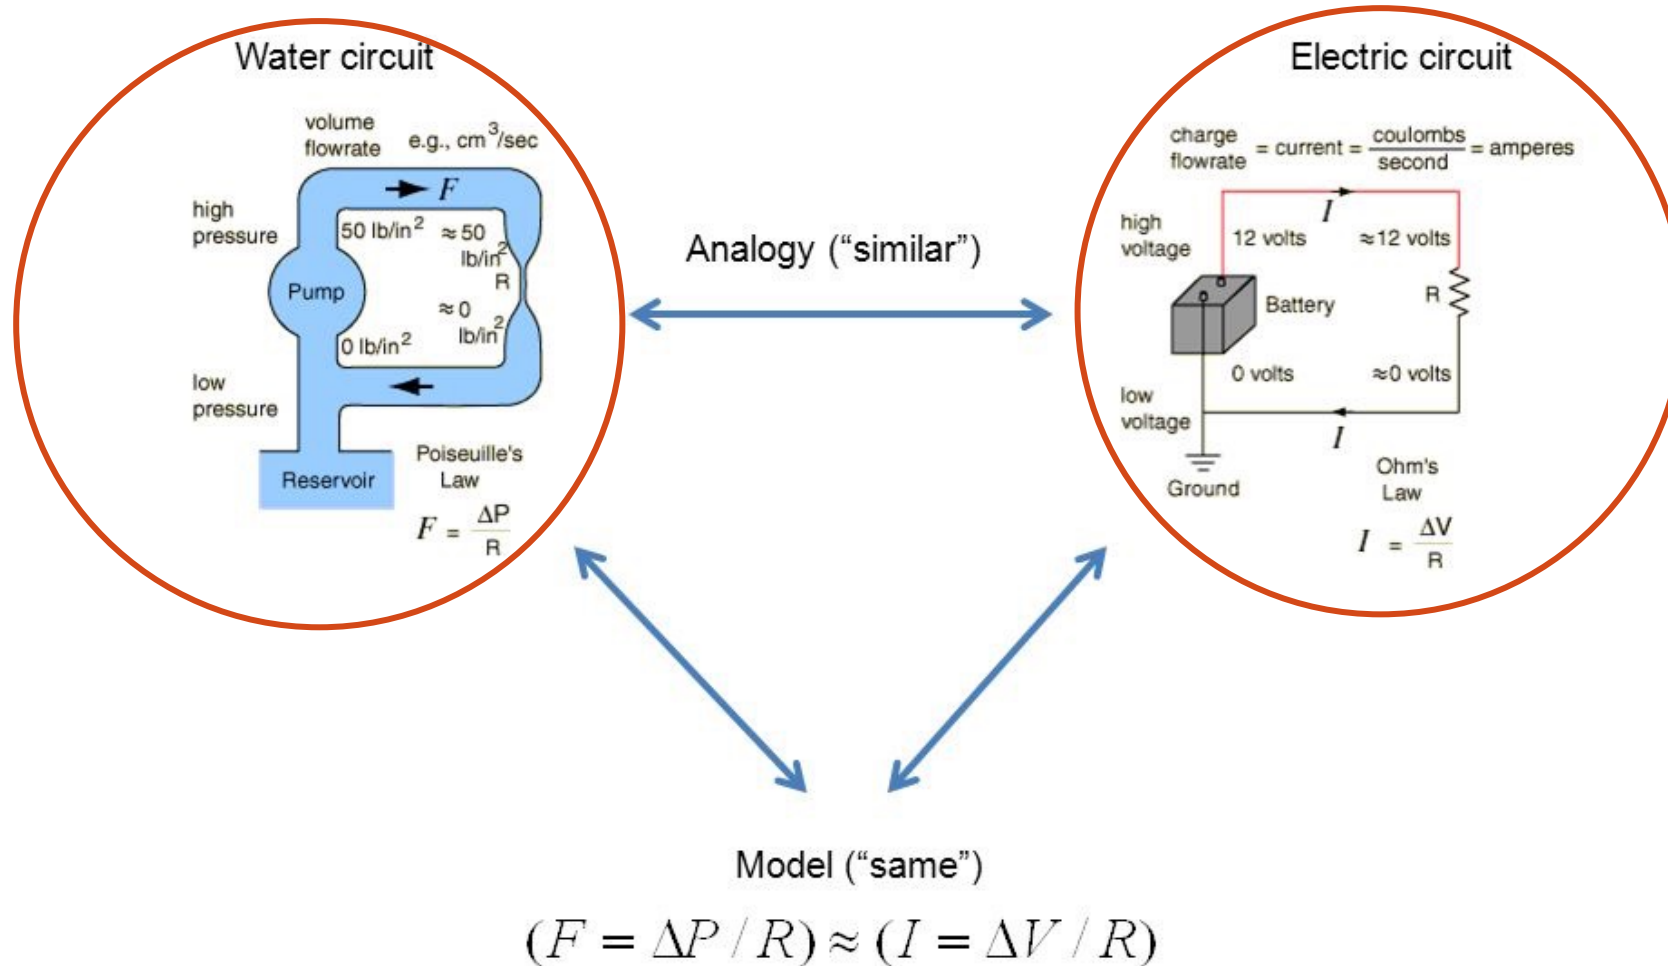 Water circuit
volume
flowrate
e.g., cm³/sec
F
high
pressure
50 lb/in²
≈ 50
lb/in²
R
Pump
≈ 0
lb/in²
0 lb/in²
low
pressure
Reservoir
Poiseuille's
Law
F = ΔP / R
Analogy (“similar”)
Electric circuit
charge
flowrate = current = coulombs / second = amperes
I
high
voltage
12 volts
≈12 volts
R
Battery
0 volts
≈0 volts
low
voltage
I
Ground
Ohm's
Law
I = ΔV / R
Model (“same”)
(F = ΔP / R) ≈ (I = ΔV / R)